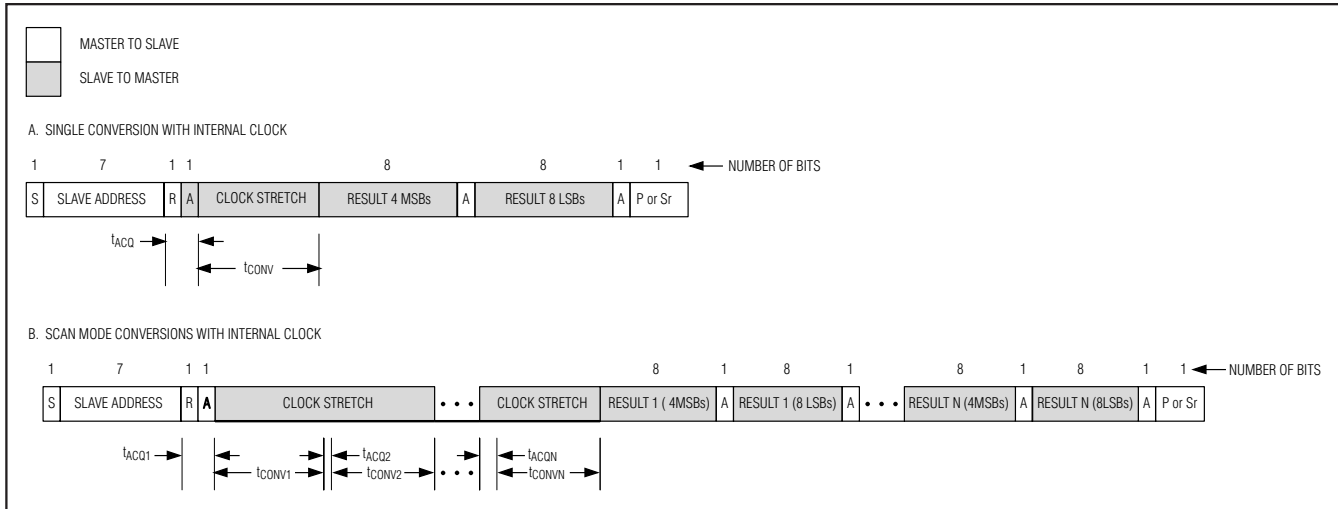 MASTER TO SLAVE
SLAVE TO MASTER
A. SINGLE CONVERSION WITH INTERNAL CLOCK
1 7 1 1 8 8 1 1 NUMBER OF BITS
S SLAVE ADDRESS R A CLOCK STRETCH RESULT 4 MSBs A RESULT 8 LSBs A P or Sr
tACQ
tCONV
B. SCAN MODE CONVERSIONS WITH INTERNAL CLOCK
1 7 1 1 8 1 8 1 8 1 8 1 1 NUMBER OF BITS
S SLAVE ADDRESS R A CLOCK STRETCH • • • CLOCK STRETCH RESULT 1 ( 4MSBs) A RESULT 1 (8 LSBs) A • • • RESULT N (4MSBs) A RESULT N (8LSBs) A P or Sr
tACQ1 tACQ2 tACQN
tCONV1 tCONV2 • • • tCONVN